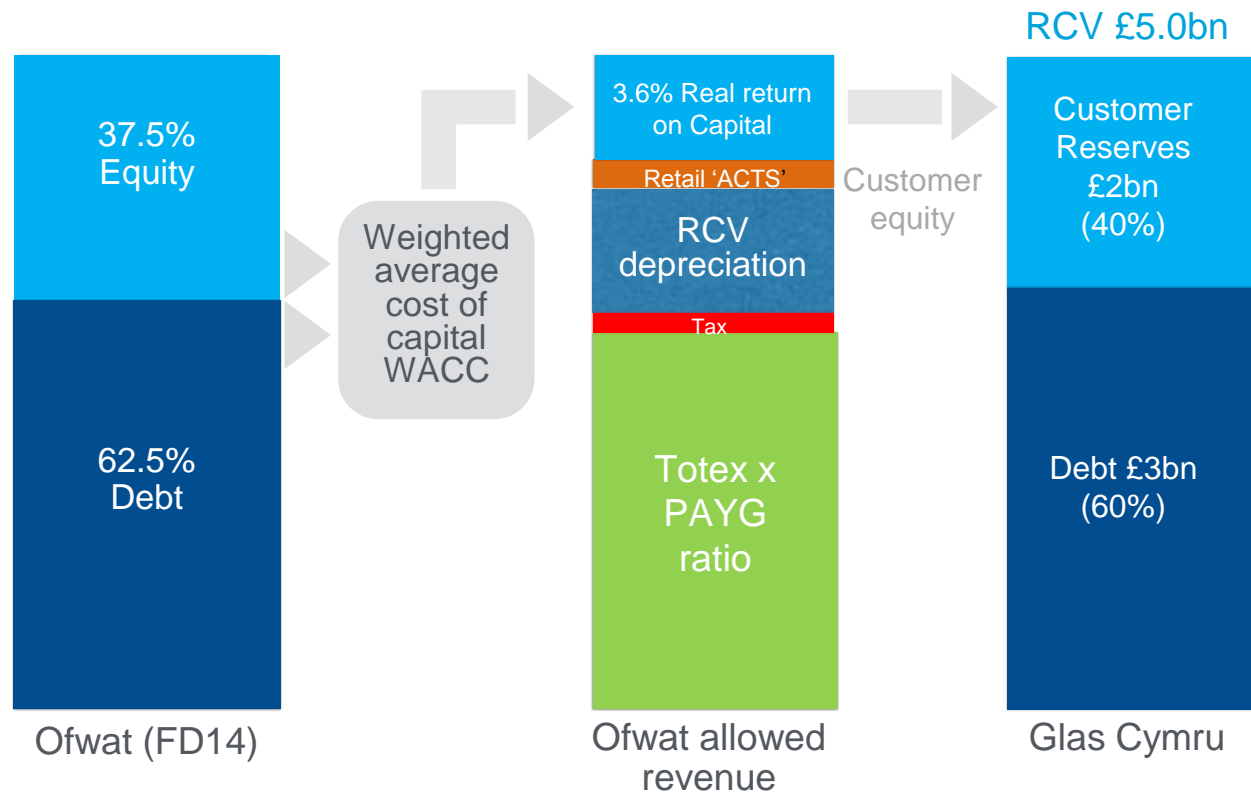 RCV £5.0bn
37.5%
Equity
62.5%
Debt
Ofwat (FD14)
Weighted
average
cost of
capital
WACC
3.6% Real return
on Capital
Retail ‘ACTS’
RCV
depreciation
Tax
Totex x
PAYG
ratio
Ofwat allowed
revenue
Customer
equity
Customer
Reserves
£2bn
(40%)
Debt £3bn
(60%)
Glas Cymru